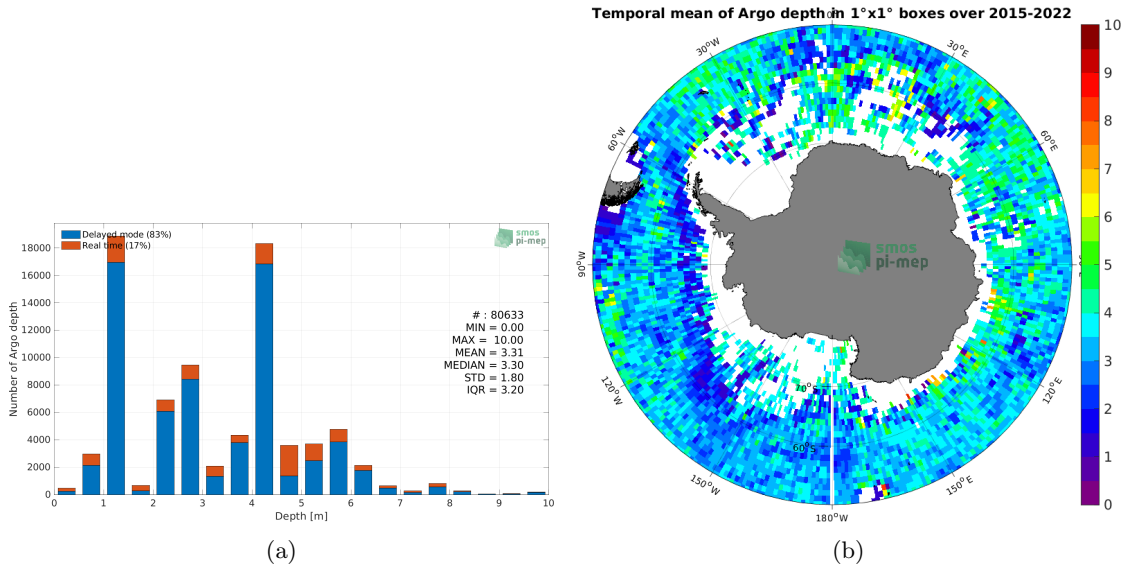 Delayed mode (83%)
Real time (17%)
smos
pi-mep
# : 80633
MIN = 0.00
MAX = 10.00
MEAN = 3.31
MEDIAN = 3.30
STD = 1.80
IQR = 3.20
Number of Argo depth
18000
16000
14000
12000
10000
8000
6000
4000
2000
0
0 1 2 3 4 5 6 7 8 9 10
Depth [m]
(a)
Temporal mean of Argo depth in 1°x1° boxes over 2015-2022
30°W
30°E
60°W
60°E
90°W
120°W
120°E
150°W
150°E
180°W
70°S
60°S
smos
pi-mep
10
9
8
7
6
5
4
3
2
1
0
(b)